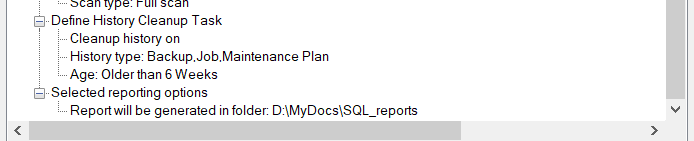 Scan type: Full scan
Define History Cleanup Task
Cleanup history on
History type: Backup,Job,Maintenance Plan
Age: Older than 6 Weeks
Selected reporting options
Report will be generated in folder: D:\MyDocs\SQL_reports